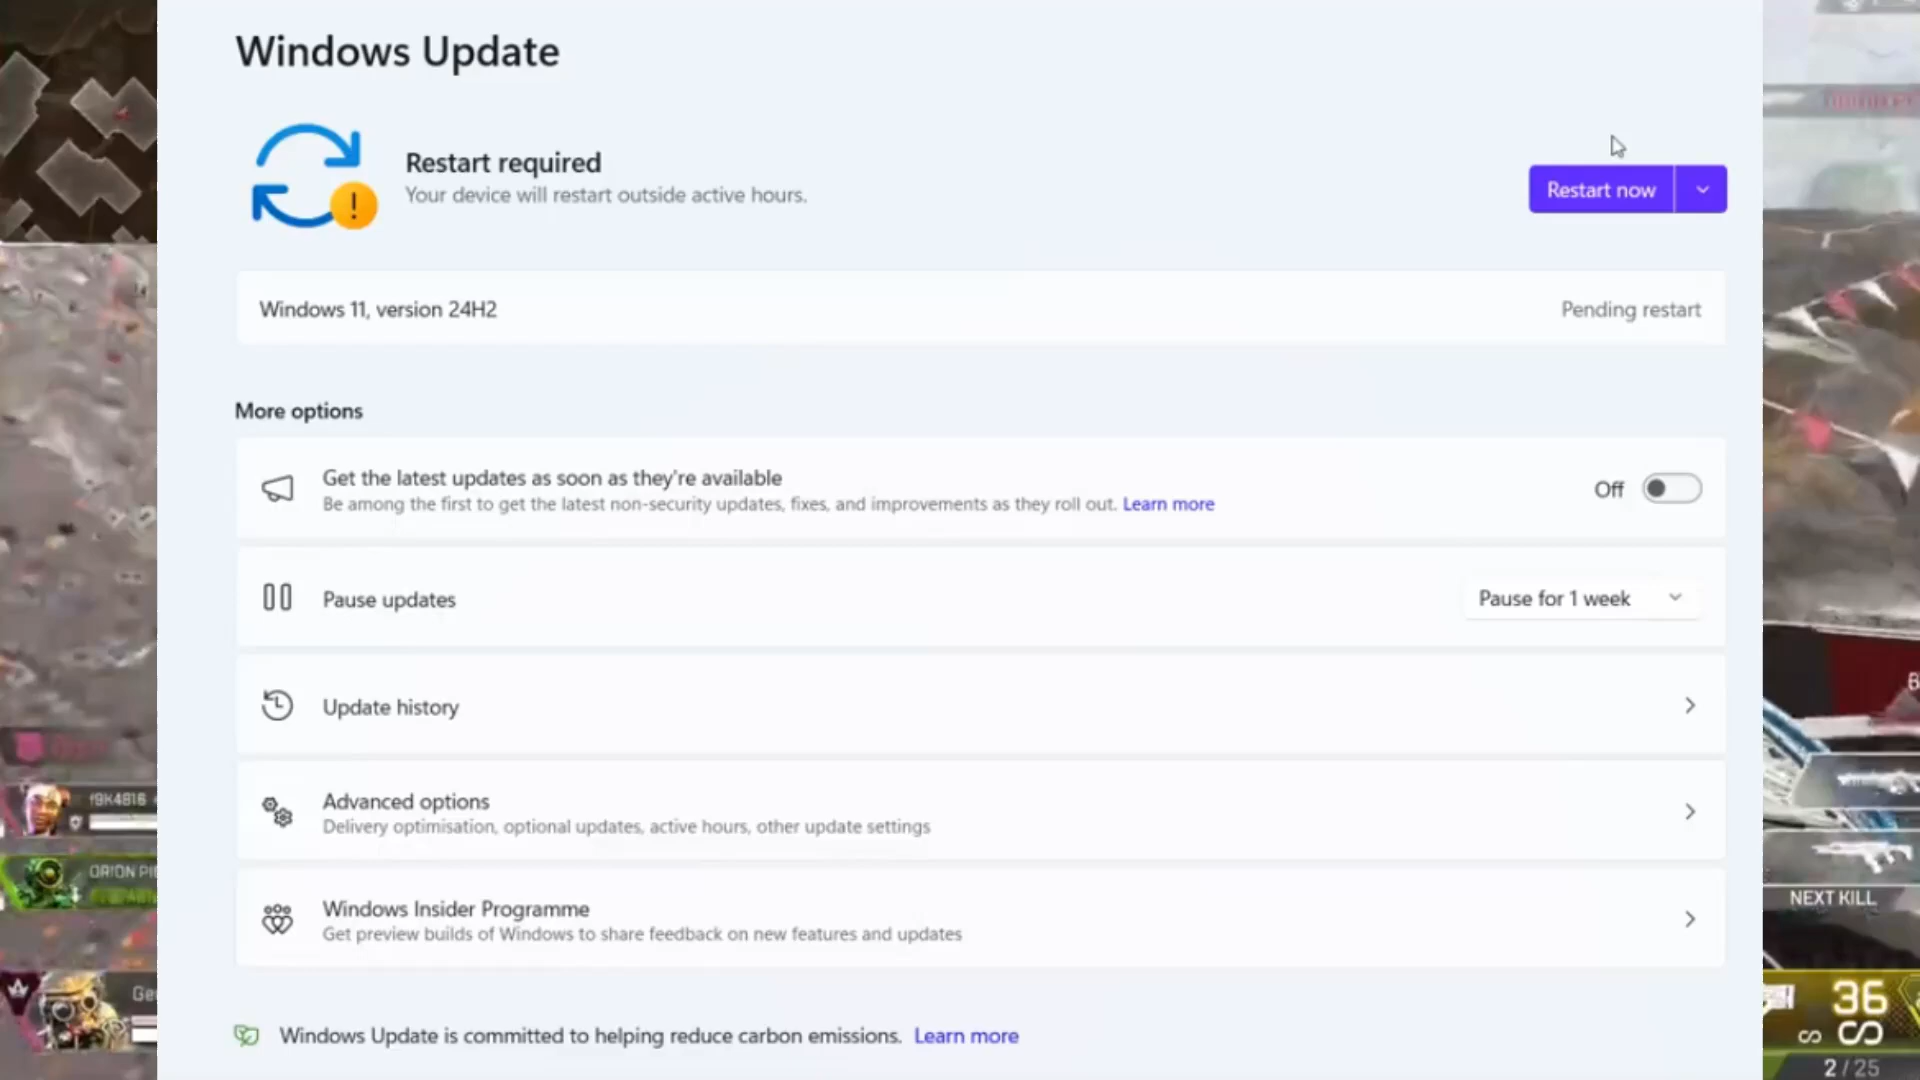 Windows Update
Restart required
Your device will restart outside active hours.
Restart now
Windows 11, version 24H2
Pending restart
More options
Get the latest updates as soon as they're available
Be among the first to get the latest non-security updates, fixes, and improvements as they roll out. Learn more
Off
Pause updates
Pause for 1 week
Update history
Advanced options
Delivery optimisation, optional updates, active hours, other update settings
Windows Insider Programme
Get preview builds of Windows to share feedback on new features and updates
Windows Update is committed to helping reduce carbon emissions. Learn more
f9K4816
ORION PI
Ge
NEXT KILL
36
2 / 25